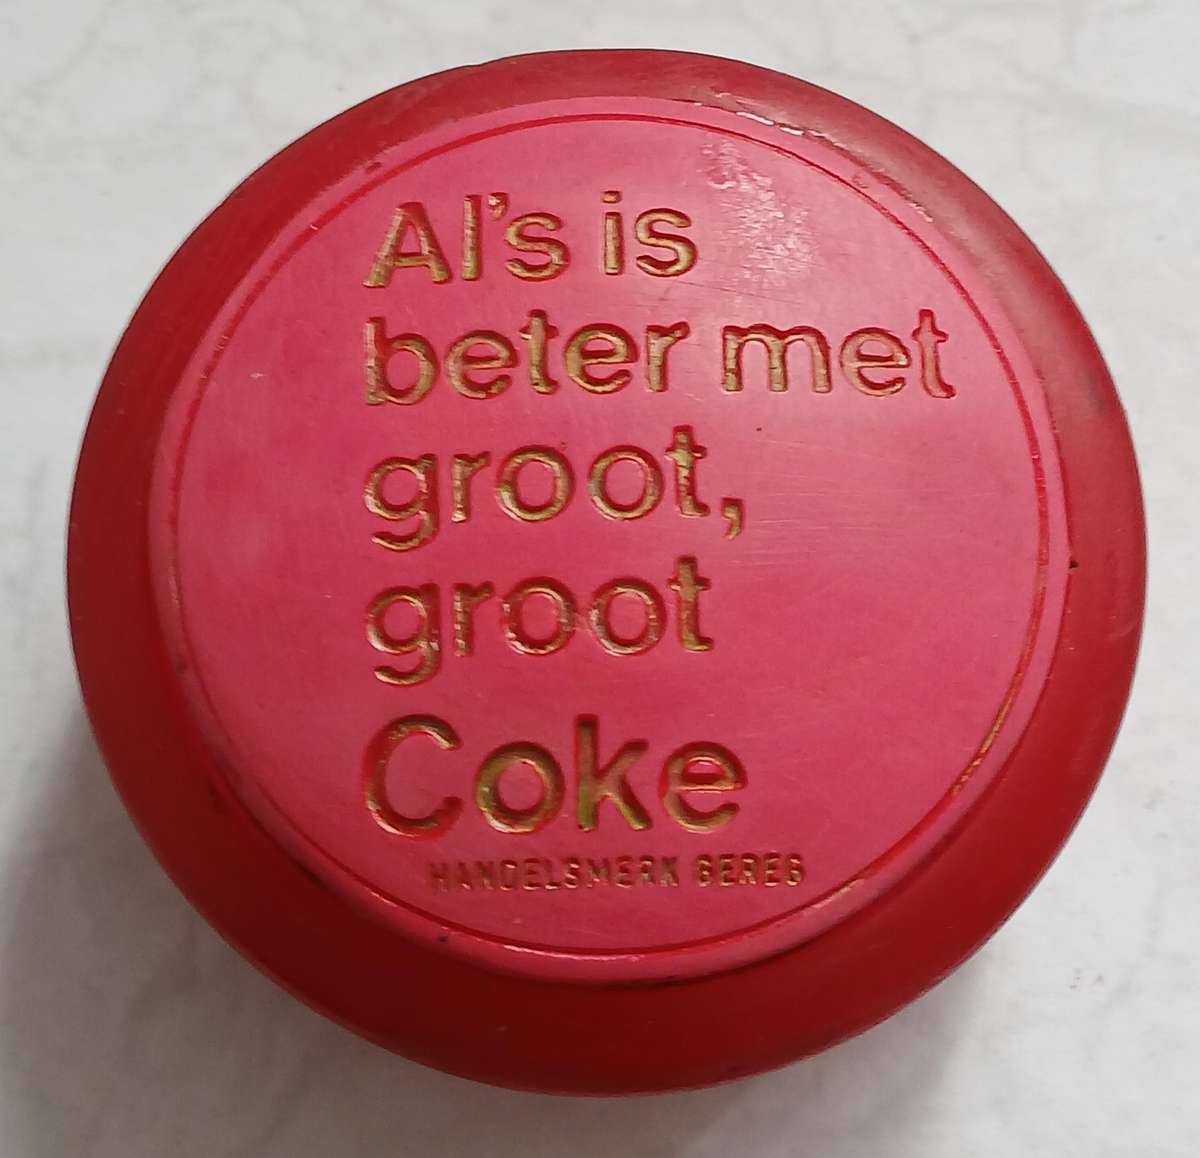 Al's is
beter met
groot,
groot
Coke
HANDELSMERK GEREG